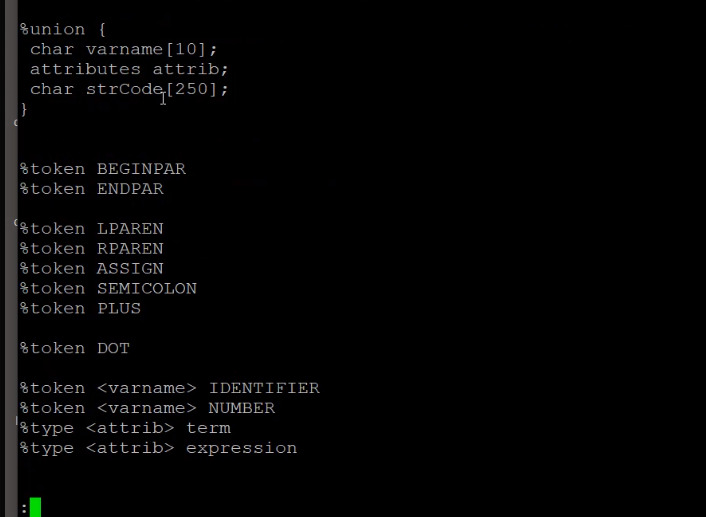 %union {
 char varname[10];
 attributes attrib;
 char strCode[250];
}
%token BEGINPAR
%token ENDPAR
%token LPAREN
%token RPAREN
%token ASSIGN
%token SEMICOLON
%token PLUS
%token DOT
%token <varname> IDENTIFIER
%token <varname> NUMBER
%type <attrib> term
%type <attrib> expression
: